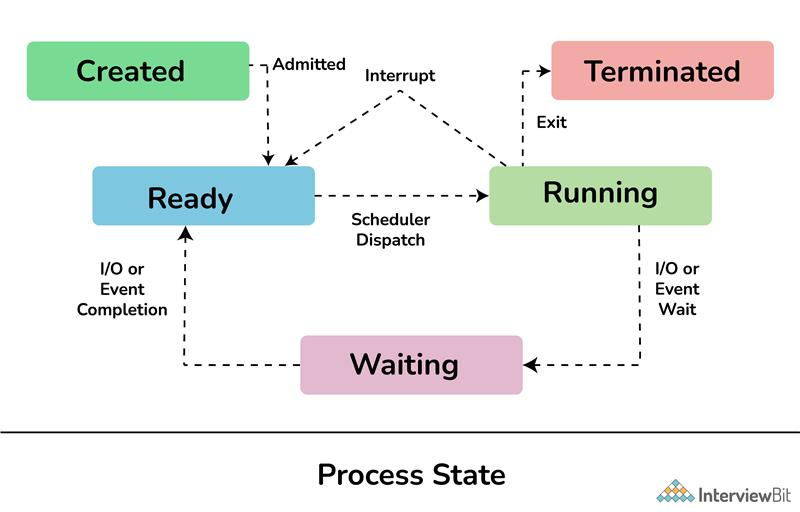 Created
Admitted
Interrupt
Terminated
Exit
Ready
Scheduler
Dispatch
Running
I/O or
Event
Completion
I/O or
Event
Wait
Waiting
Process State
InterviewBit